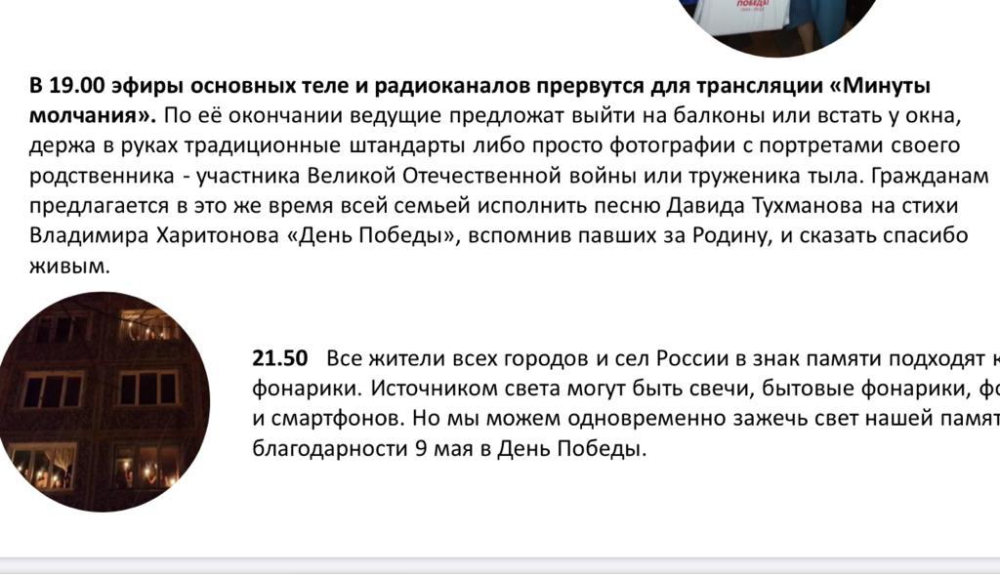 ПОБЕДЫ
В 19.00 эфиры основных теле и радиоканалов прервутся для трансляции «Минуты
молчания». По её окончании ведущие предложат выйти на балконы или встать у окна,
держа в руках традиционные штандарты либо просто фотографии с портретами своего
родственника - участника Великой Отечественной войны или труженика тыла. Гражданам
предлагается в это же время всей семьей исполнить песню Давида Тухманова на стихи
Владимира Харитонова «День Победы», вспомнив павших за Родину, и сказать спасибо
живым.
21.50 Все жители всех городов и сел России в знак памяти подходят к
фонарики. Источником света могут быть свечи, бытовые фонарики, фо
и смартфонов. Но мы можем одновременно зажечь свет нашей памят
благодарности 9 мая в День Победы.